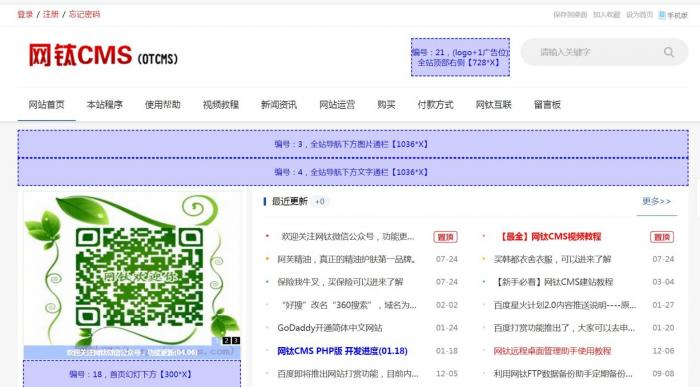 登录 / 注册 / 忘记密码
保存到桌面 加入收藏 设为首页 手机版
网钛CMS (OTCMS)
编号：21，(logo+1广告位)
全站顶部右侧【728*X】
请输入关键字
网站首页 本站程序 使用帮助 视频教程 新闻资讯 网站运营 购买 付款方式 网钛互联 留言板
编号：3，全站导航下方图片通栏【1036*X】
编号：4，全站导航下方文字通栏【1036*X】
最近更新 +0 更多>>
欢迎关注网钛微信公众号，功能更... 置顶
【最全】网钛CMS视频教程 置顶
阿芙精油，真正的精油护肤第一品牌。 07-24
买韩都衣舍衣服，可以进来了解 07-24
保险我牛叉，买保险可以进来了解 07-24
【新手必看】网钛CMS建站教程 03-04
“好搜”改名“360搜索”，域名为... 02-02
百度星火计划2.0内容推送说明----原... 01-27
GoDaddy开通简体中文网站 01-24
百度打赏功能推出了，大家可以去申... 01-20
网钛CMS PHP版 开发进度(01.18) 01-18
网钛远程桌面管理助手使用教程 12-06
百度即将推出网站打赏功能，目前内... 12-15
利用网钛FTP数据备份助手定期备份... 12-06
网钛欢迎你
欢迎关注网钛微信公众号，功能更新(04.06)
1 2 3
编号：18，首页幻灯下方【300*X】